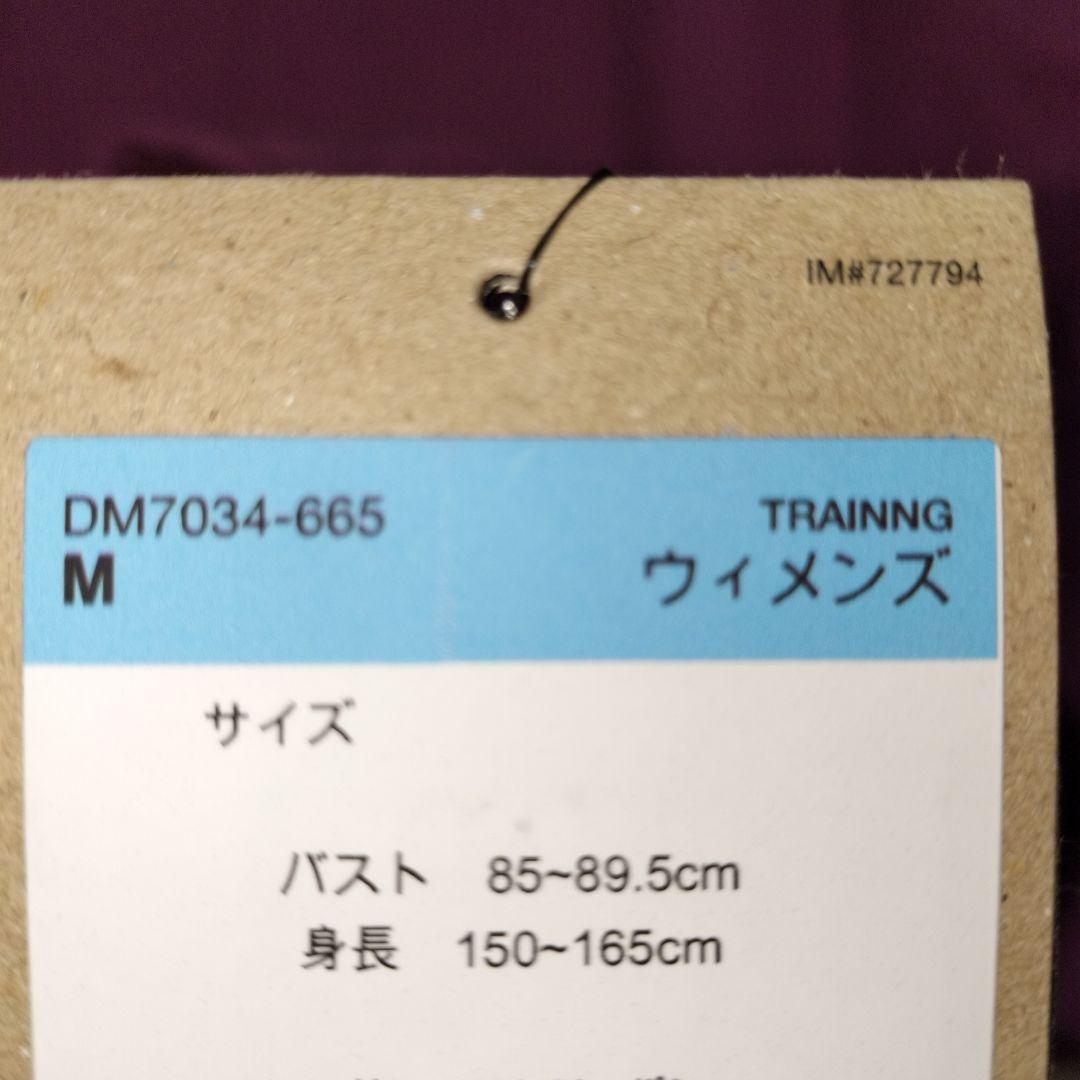 IM#727794
DM7034-665
TRAINNG
M
ウィメンズ
サイズ
バスト 85~89.5cm
身長 150~165cm